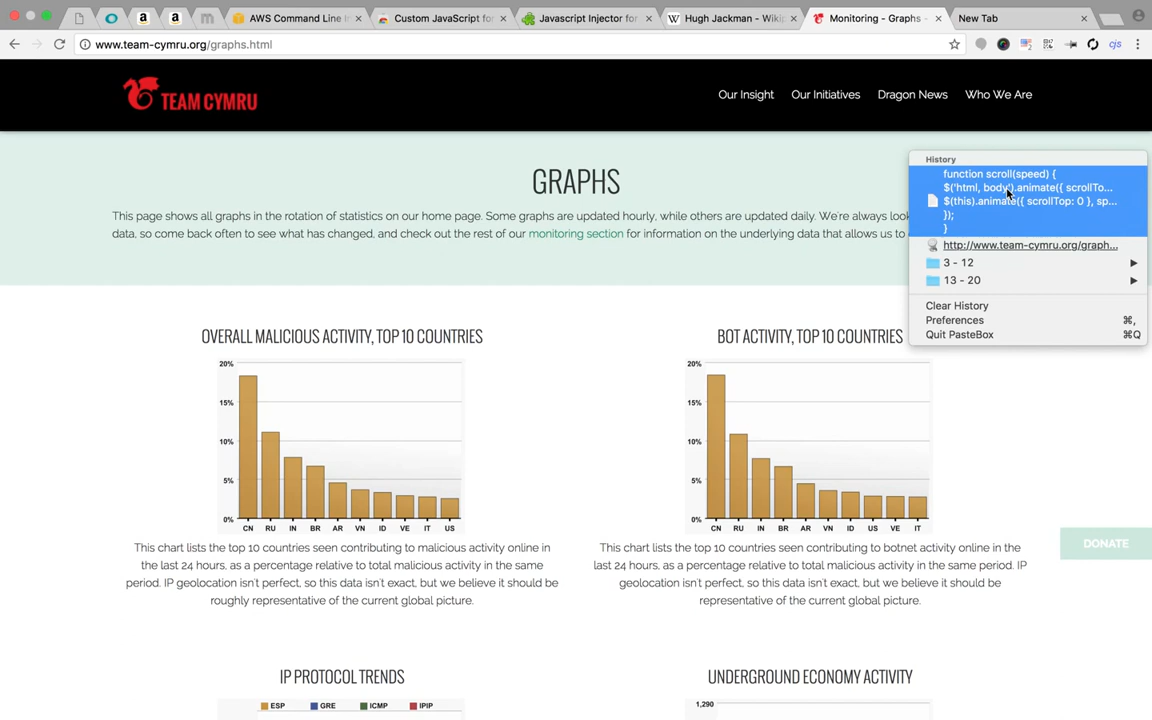 AWS Command Line I
Custom JavaScript for
Javascript Injector for
Hugh Jackman - Wikip
Monitoring - Graphs -
New Tab
www.team-cymru.org/graphs.html
cjs
TEAM CYMRU
Our Insight
Our Initiatives
Dragon News
Who We Are
GRAPHS
This page shows all graphs in the rotation of statistics on our home page. Some graphs are updated hourly, while others are updated daily. We're always look
data, so come back often to see what has changed, and check out the rest of our monitoring section for information on the underlying data that allows us to
History
function scroll(speed) {
$('html, body').animate({ scrollTo...
$(this).animate({ scrollTop: 0 }, sp...
});
}
http://www.team-cymru.org/graph...
3 - 12
13 - 20
Clear History
Preferences ⌘,
Quit PasteBox ⌘Q
OVERALL MALICIOUS ACTIVITY, TOP 10 COUNTRIES
20%
15%
10%
5%
0%
CN RU IN BR AR VN ID VE IT US
This chart lists the top 10 countries seen contributing to malicious activity online in
the last 24 hours, as a percentage relative to total malicious activity in the same
period. IP geolocation isn't perfect, so this data isn't exact, but we believe it should be
roughly representative of the current global picture.
BOT ACTIVITY, TOP 10 COUNTRIES
20%
15%
10%
5%
0%
CN RU IN BR AR VN ID US VE IT
This chart lists the top 10 countries seen contributing to botnet activity online in the
last 24 hours, as a percentage relative to total malicious activity in the same period. IP
geolocation isn't perfect, so this data isn't exact, but we believe it should be
representative of the current global picture.
DONATE
IP PROTOCOL TRENDS
ESP GRE ICMP IPIP
UNDERGROUND ECONOMY ACTIVITY
1,290